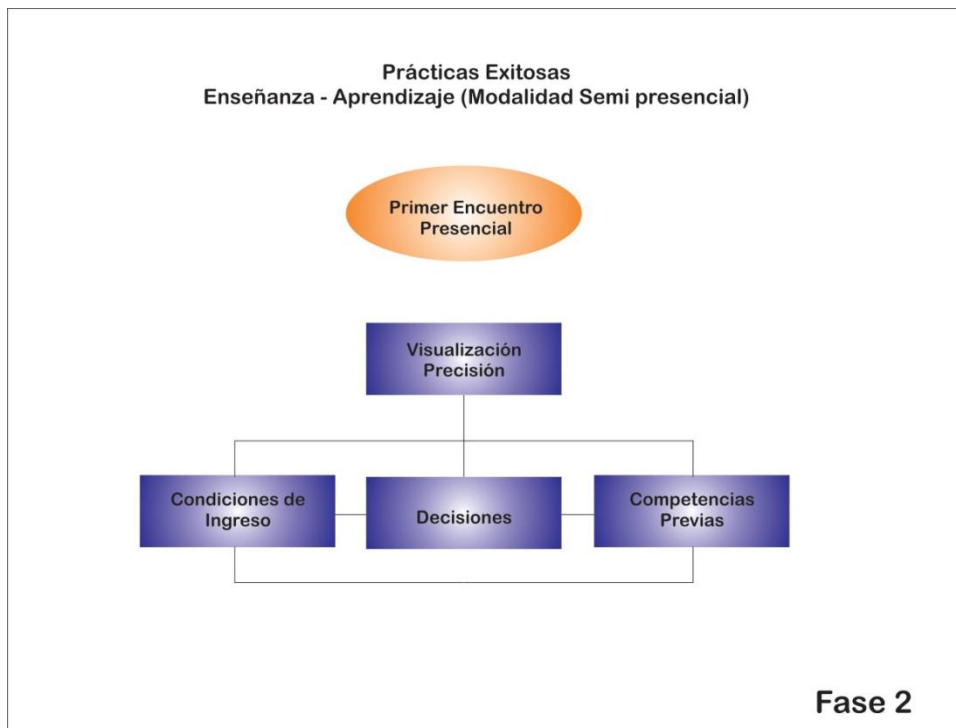 Prácticas Exitosas
Enseñanza - Aprendizaje (Modalidad Semi presencial)
Primer Encuentro
Presencial
Visualización
Precisión
Condiciones de
Ingreso
Decisiones
Competencias
Previas
Fase 2